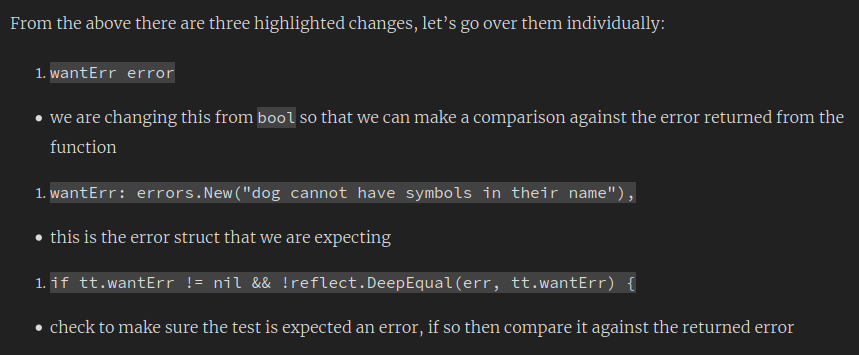 From the above there are three highlighted changes, let’s go over them individually:
1. wantErr error
• we are changing this from bool so that we can make a comparison against the error returned from the
function
1. wantErr: errors.New("dog cannot have symbols in their name"),
• this is the error struct that we are expecting
1. if tt.wantErr != nil && !reflect.DeepEqual(err, tt.wantErr) {
• check to make sure the test is expected an error, if so then compare it against the returned error